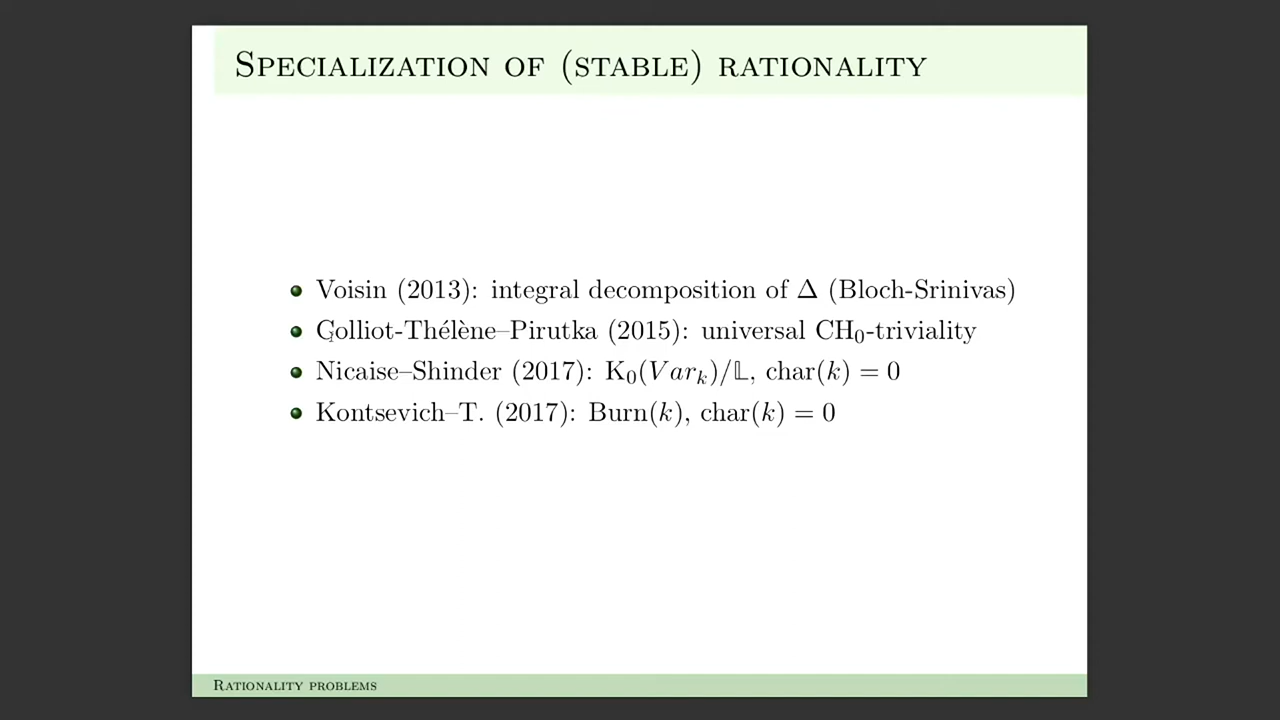 Specialization of (stable) rationality
Voisin (2013): integral decomposition of Δ (Bloch-Srinivas)
Colliot-Thélène–Pirutka (2015): universal CH₀-triviality
Nicaise–Shinder (2017): K₀(Varₖ)/𝕃, char(k) = 0
Kontsevich–T. (2017): Burn(k), char(k) = 0
Rationality problems